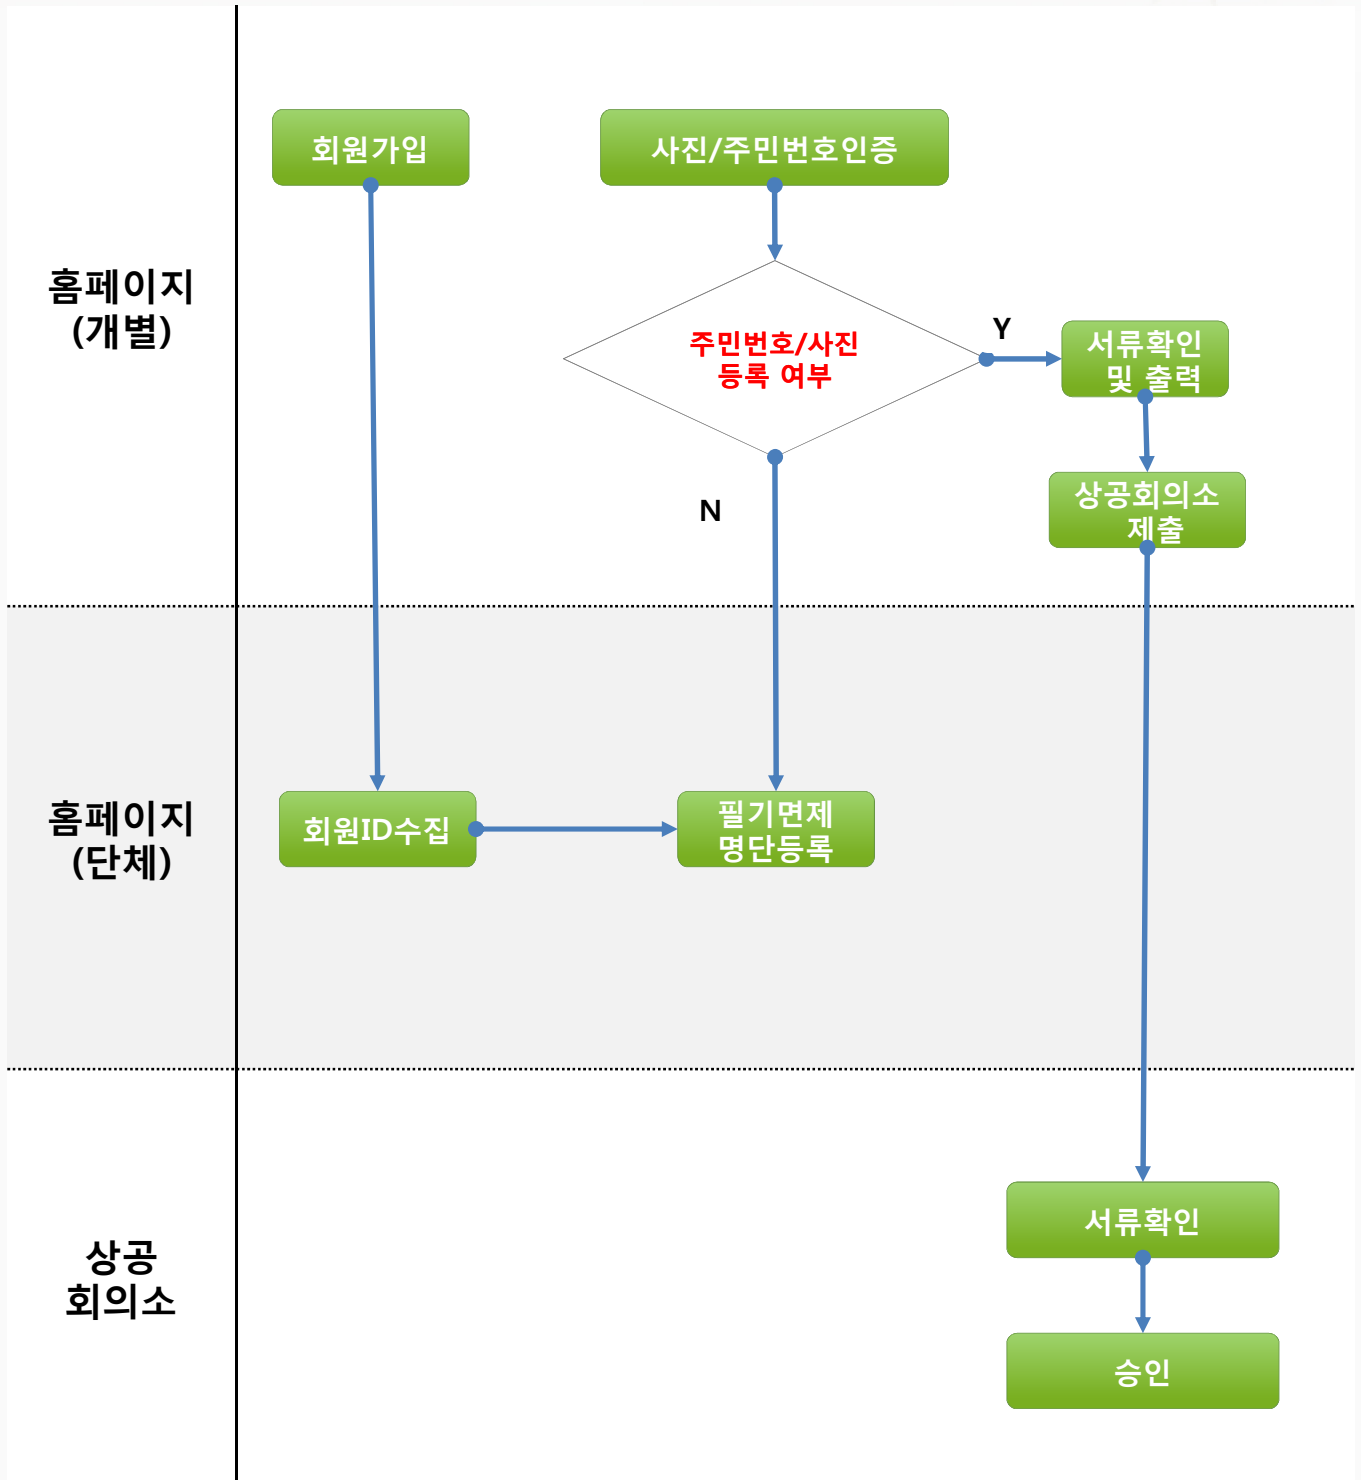 회원가입
사진/주민번호인증
홈페이지
(개별)
주민번호/사진
등록 여부
Y
서류확인
및 출력
N
상공회의소
제출
홈페이지
(단체)
회원ID수집
필기면제
명단등록
상공
회의소
서류확인
승인